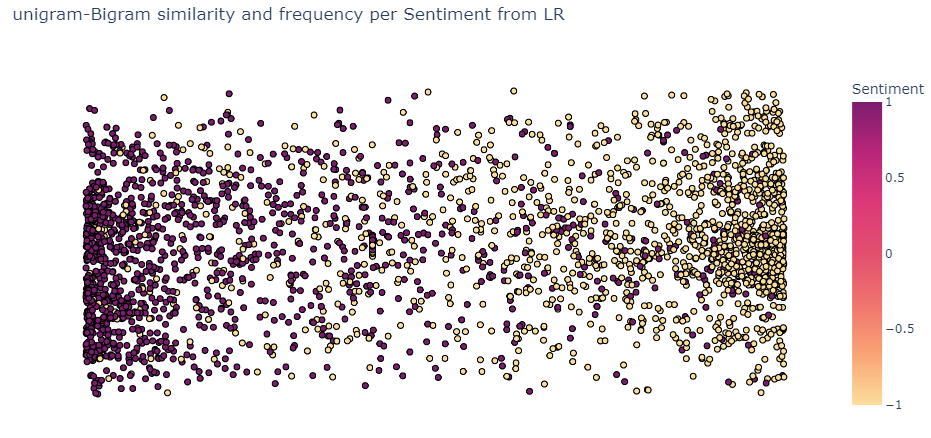 unigram-Bigram similarity and frequency per Sentiment from LR
Sentiment
1
0.5
0
−0.5
−1